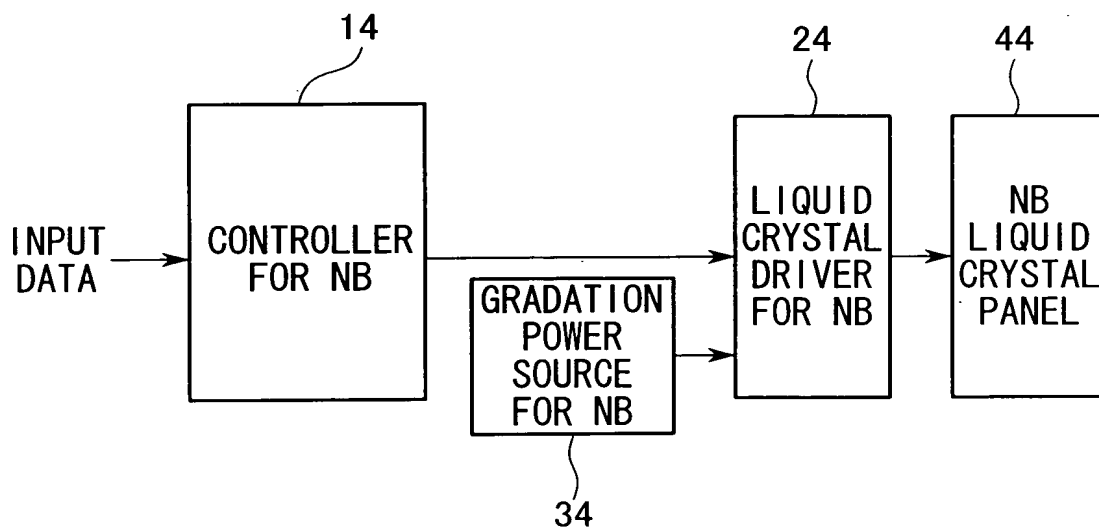 14
24
44
INPUT
DATA
CONTROLLER
FOR NB
GRADATION
POWER
SOURCE
FOR NB
34
LIQUID
CRYSTAL
DRIVER
FOR NB
NB
LIQUID
CRYSTAL
PANEL